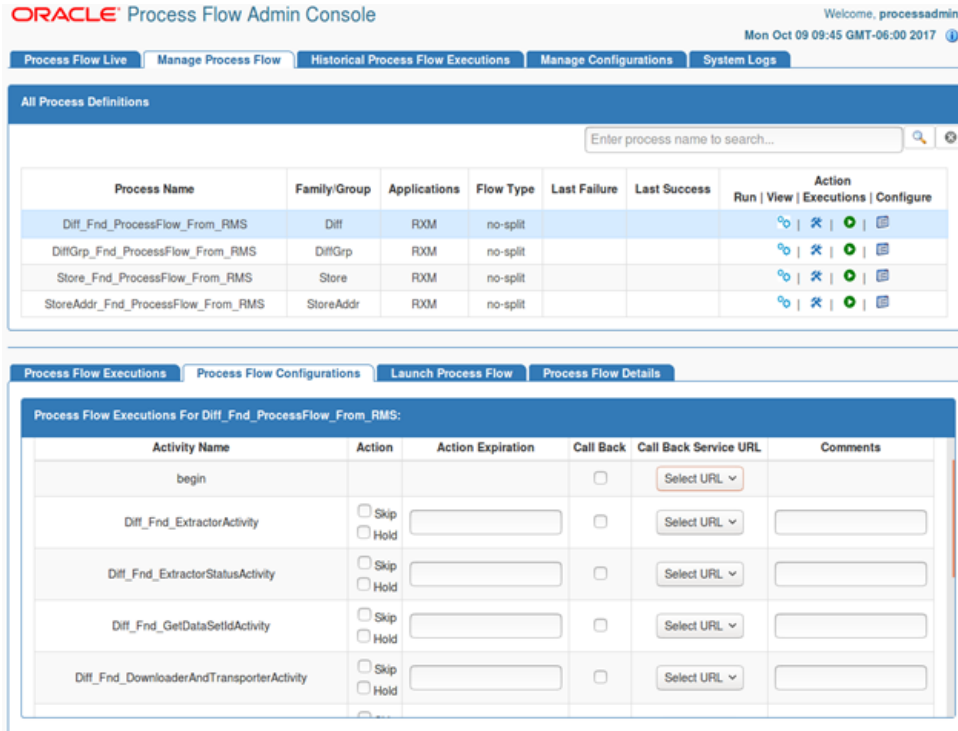 ORACLE® Process Flow Admin Console
Welcome, processadmin
Mon Oct 09 09:45 GMT-06:00 2017
Process Flow Live Manage Process Flow Historical Process Flow Executions Manage Configurations System Logs
All Process Definitions
Enter process name to search...
Process Name Family/Group Applications Flow Type Last Failure Last Success Action
Run | View | Executions | Configure
Diff_Fnd_ProcessFlow_From_RMS Diff RXM no-split | | |
DiffGrp_Fnd_ProcessFlow_From_RMS DiffGrp RXM no-split | | |
Store_Fnd_ProcessFlow_From_RMS Store RXM no-split | | |
StoreAddr_Fnd_ProcessFlow_From_RMS StoreAddr RXM no-split | | |
Process Flow Executions Process Flow Configurations Launch Process Flow Process Flow Details
Process Flow Executions For Diff_Fnd_ProcessFlow_From_RMS:
Activity Name Action Action Expiration Call Back Call Back Service URL Comments
begin Select URL
Diff_Fnd_ExtractorActivity Skip Select URL
Hold
Diff_Fnd_ExtractorStatusActivity Skip Select URL
Hold
Diff_Fnd_GetDataSetIdActivity Skip Select URL
Hold
Diff_Fnd_DownloaderAndTransporterActivity Skip Select URL
Hold